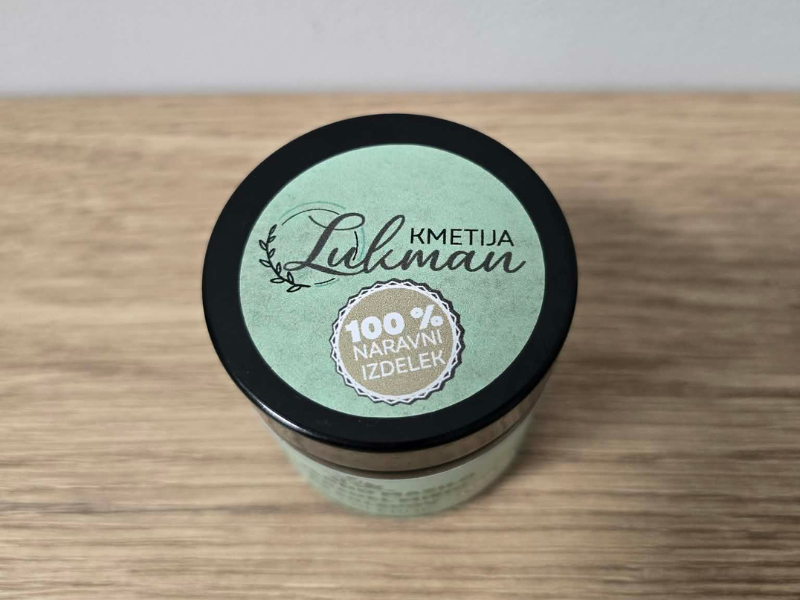 KMETIJA
Lukman
100 %
NARAVNI
IZDELEK